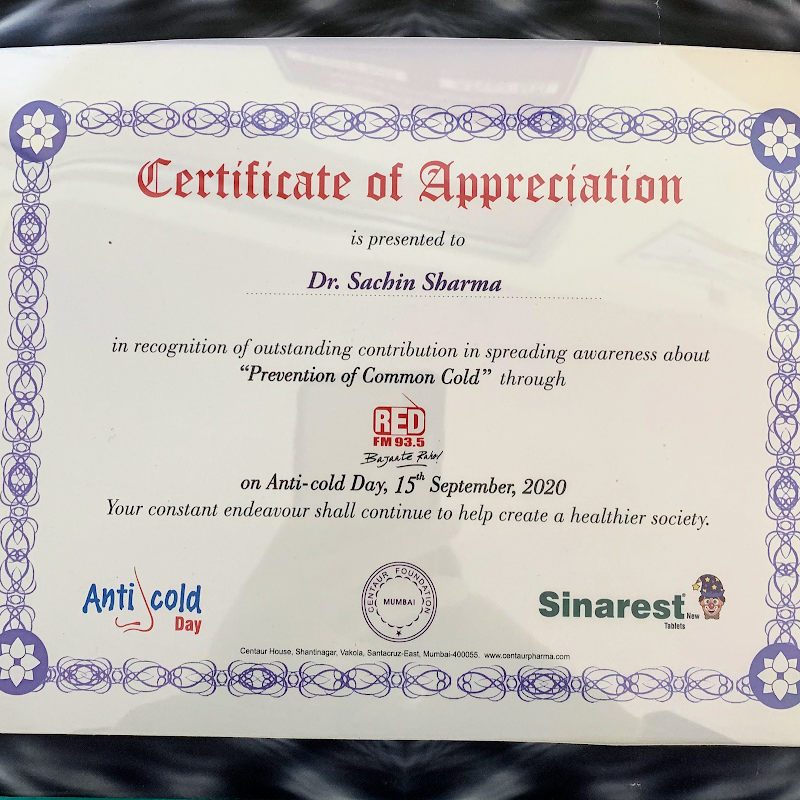 Certificate of Appreciation
is presented to
Dr. Sachin Sharma
in recognition of outstanding contribution in spreading awareness about
“Prevention of Common Cold” through
RED
FM 93.5
Bajaate Raho!
on Anti-cold Day, 15th September, 2020
Your constant endeavour shall continue to help create a healthier society.
Anti cold
Day
CENTAUR FOUNDATION
MUMBAI
Sinarest®
New
Tablets
Centaur House, Shantinagar, Vakola, Santacruz-East, Mumbai-400055. www.centaurpharma.com